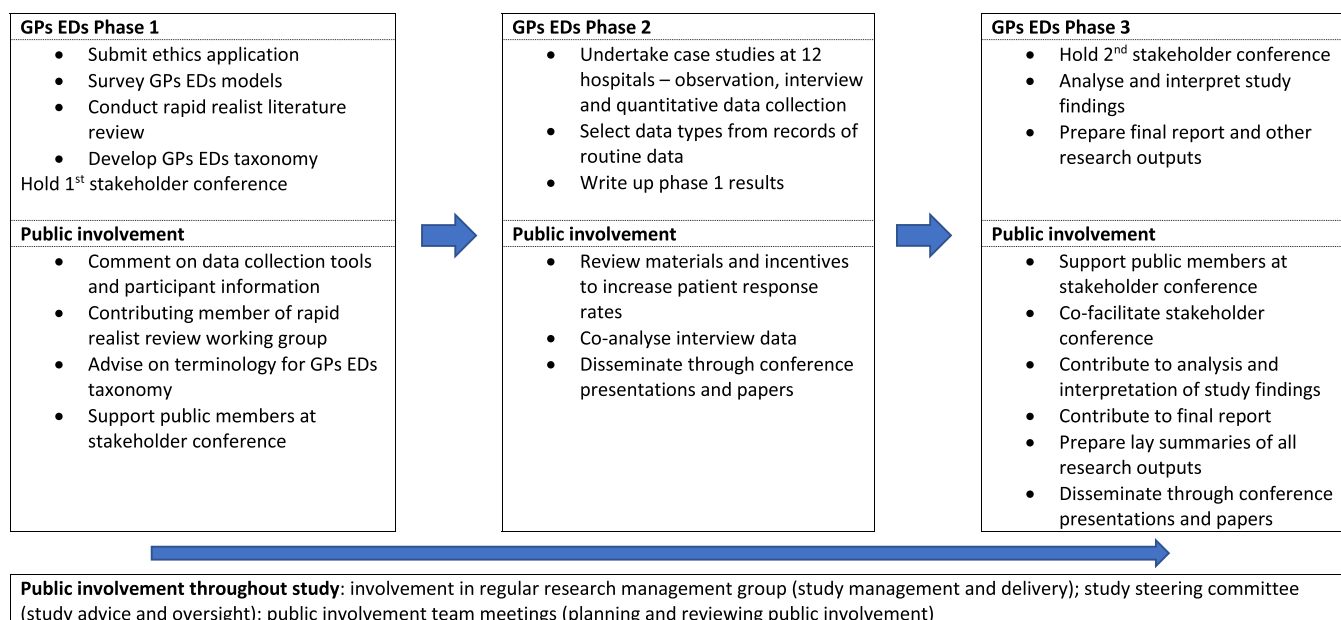 GPs EDs Phase 1
• Submit ethics application
• Survey GPs EDs models
• Conduct rapid realist literature
review
• Develop GPs EDs taxonomy
Hold 1st stakeholder conference
Public involvement
• Comment on data collection tools
and participant information
• Contributing member of rapid
realist review working group
• Advise on terminology for GPs EDs
taxonomy
• Support public members at
stakeholder conference
GPs EDs Phase 2
• Undertake case studies at 12
hospitals – observation, interview
and quantitative data collection
• Select data types from records of
routine data
• Write up phase 1 results
Public involvement
• Review materials and incentives
to increase patient response
rates
• Co-analyse interview data
• Disseminate through conference
presentations and papers
GPs EDs Phase 3
• Hold 2nd stakeholder conference
• Analyse and interpret study
findings
• Prepare final report and other
research outputs
Public involvement
• Support public members at
stakeholder conference
• Co-facilitate stakeholder
conference
• Contribute to analysis and
interpretation of study findings
• Contribute to final report
• Prepare lay summaries of all
research outputs
• Disseminate through conference
presentations and papers
Public involvement throughout study: involvement in regular research management group (study management and delivery); study steering committee
(study advice and oversight); public involvement team meetings (planning and reviewing public involvement)